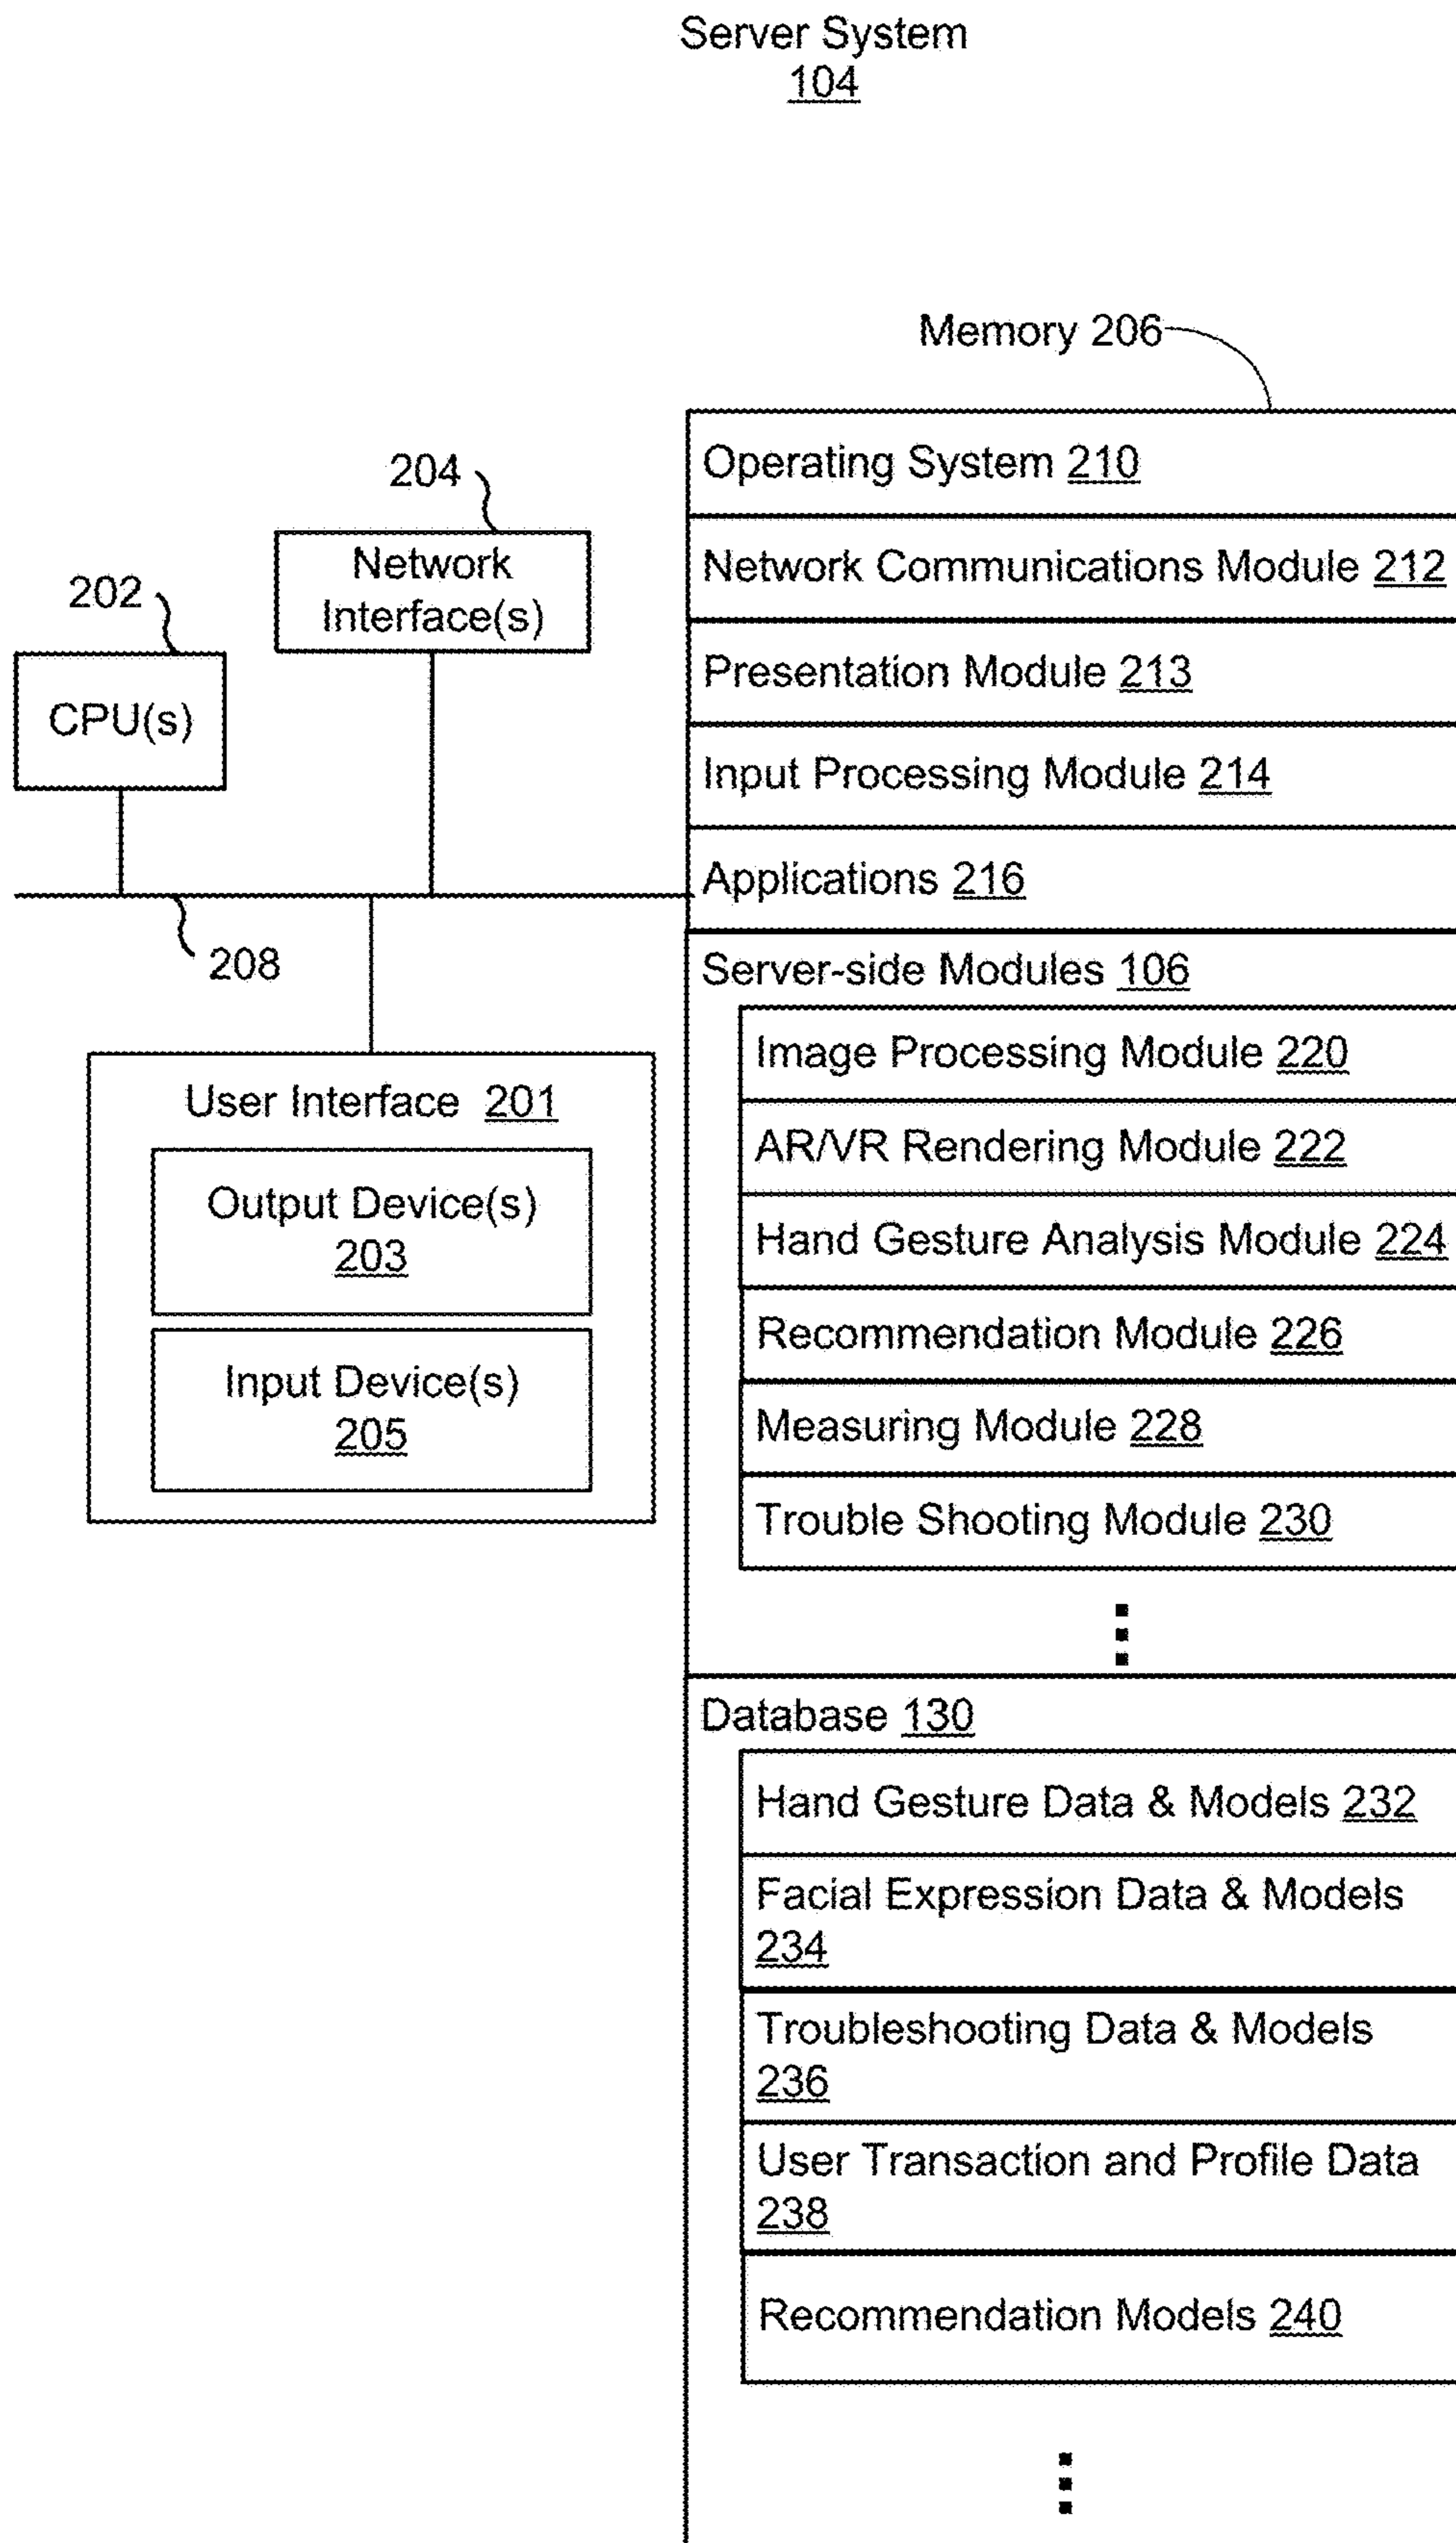 Server System
104
Memory 206
204
Network
Interface(s)
202
CPU(s)
208
User Interface 201
Output Device(s)
203
Input Device(s)
205
Operating System 210
Network Communications Module 212
Presentation Module 213
Input Processing Module 214
Applications 216
Server-side Modules 106
Image Processing Module 220
AR/VR Rendering Module 222
Hand Gesture Analysis Module 224
Recommendation Module 226
Measuring Module 228
Trouble Shooting Module 230
Database 130
Hand Gesture Data & Models 232
Facial Expression Data & Models
234
Troubleshooting Data & Models
236
User Transaction and Profile Data
238
Recommendation Models 240